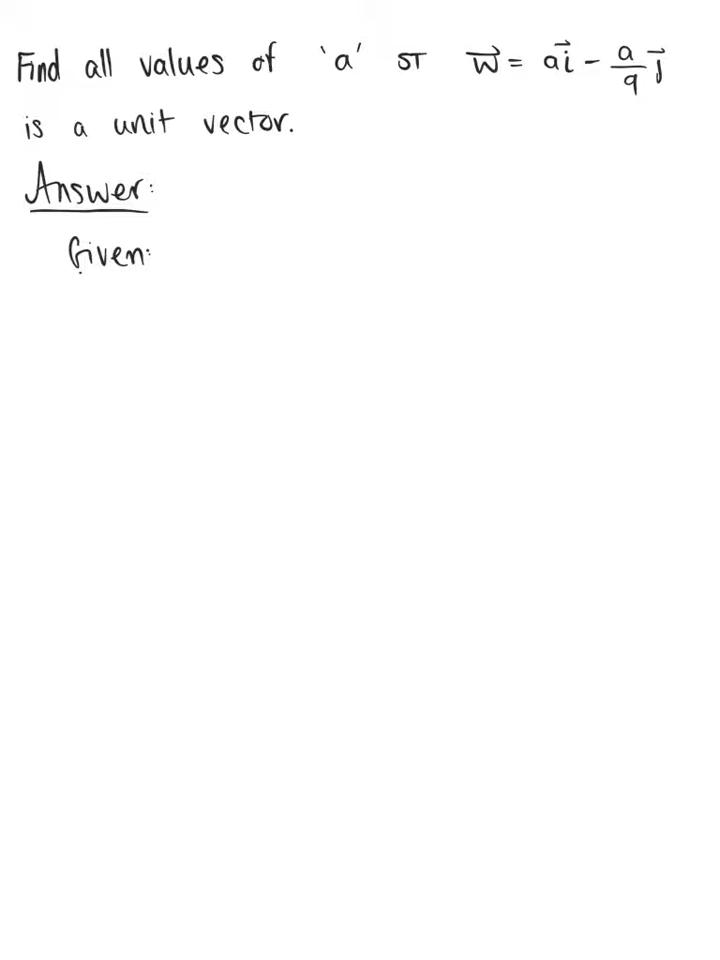 Find all values of 'a' ST w⃗ = ai⃗ - a/9 j⃗
is a unit vector.
Answer:
Given: